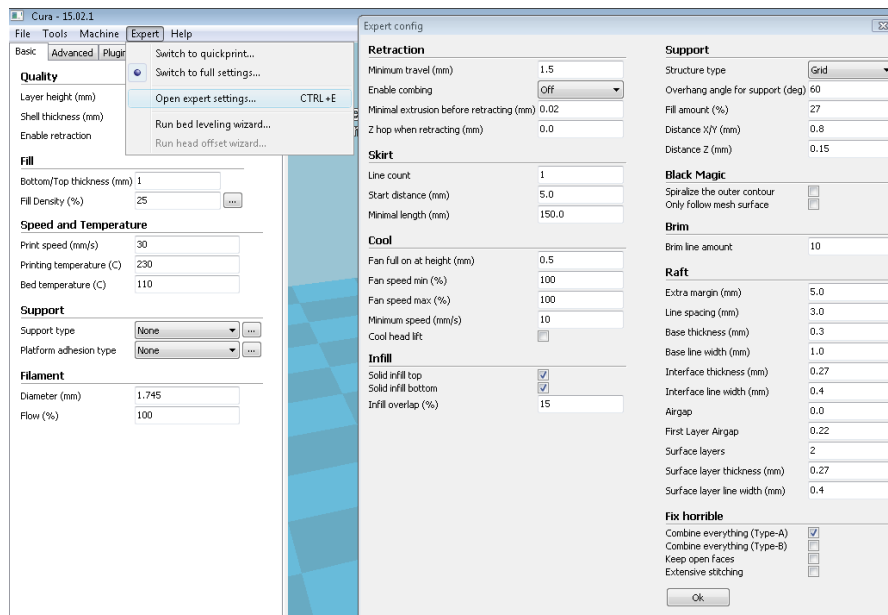 Cura - 15.02.1
File Tools Machine Expert Help
Basic Advanced Plugin
Switch to quickprint...
Switch to full settings...
Open expert settings... CTRL+E
Run bed leveling wizard...
Run head offset wizard...
Quality
Layer height (mm)
Shell thickness (mm)
Enable retraction
Fill
Bottom/Top thickness (mm) 1
Fill Density (%) 25 ...
Speed and Temperature
Print speed (mm/s) 30
Printing temperature (C) 230
Bed temperature (C) 110
Support
Support type None ...
Platform adhesion type None ...
Filament
Diameter (mm) 1.745
Flow (%) 100
Expert config
Retraction
Minimum travel (mm) 1.5
Enable combing Off
Minimal extrusion before retracting (mm) 0.02
Z hop when retracting (mm) 0.0
Skirt
Line count 1
Start distance (mm) 5.0
Minimal length (mm) 150.0
Cool
Fan full on at height (mm) 0.5
Fan speed min (%) 100
Fan speed max (%) 100
Minimum speed (mm/s) 10
Cool head lift
Infill
Solid infill top
Solid infill bottom
Infill overlap (%) 15
Support
Structure type Grid
Overhang angle for support (deg) 60
Fill amount (%) 27
Distance X/Y (mm) 0.8
Distance Z (mm) 0.15
Black Magic
Spiralize the outer contour
Only follow mesh surface
Brim
Brim line amount 10
Raft
Extra margin (mm) 5.0
Line spacing (mm) 3.0
Base thickness (mm) 0.3
Base line width (mm) 1.0
Interface thickness (mm) 0.27
Interface line width (mm) 0.4
Airgap 0.0
First Layer Airgap 0.22
Surface layers 2
Surface layer thickness (mm) 0.27
Surface layer line width (mm) 0.4
Fix horrible
Combine everything (Type-A)
Combine everything (Type-B)
Keep open faces
Extensive stitching
Ok